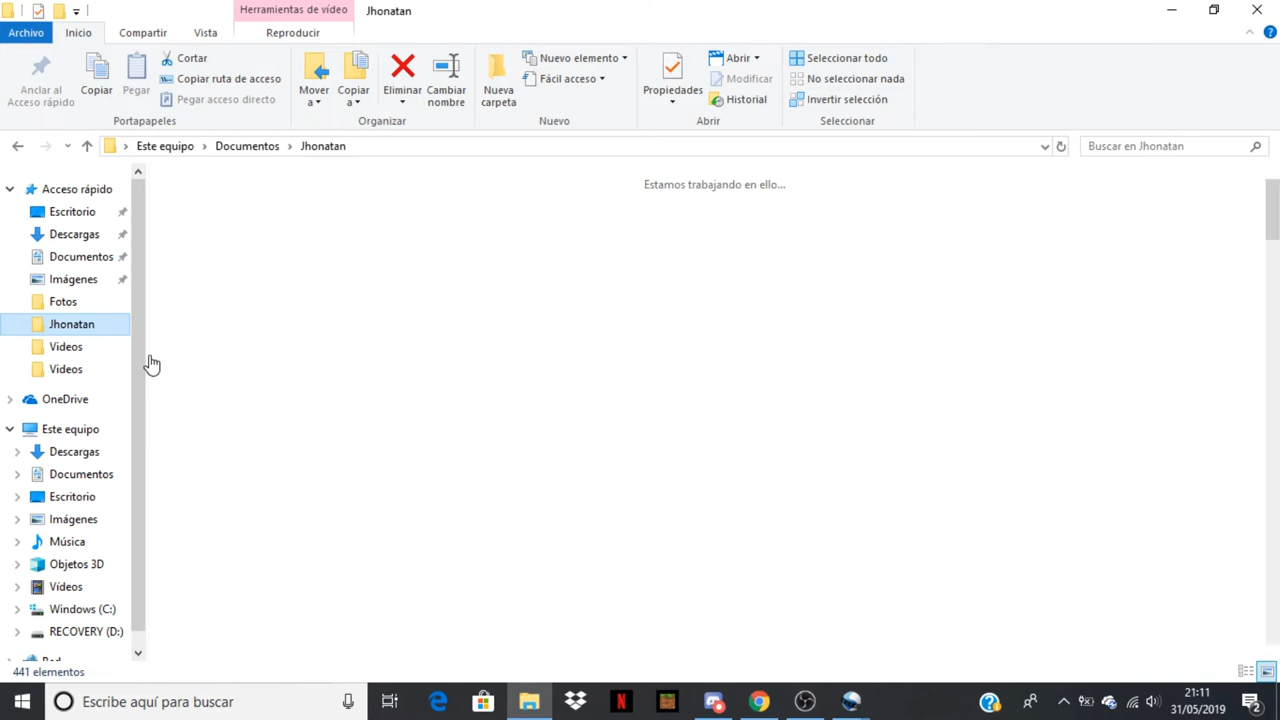 Herramientas de vídeo
Jhonatan
Archivo
Inicio
Compartir
Vista
Reproducir
Anclar al
Acceso rápido
Copiar
Pegar
Cortar
Copiar ruta de acceso
Pegar acceso directo
Portapapeles
Mover
a
Copiar
a
Eliminar
Cambiar
nombre
Organizar
Nueva
carpeta
Nuevo elemento
Fácil acceso
Nuevo
Propiedades
Abrir
Modificar
Historial
Abrir
Seleccionar todo
No seleccionar nada
Invertir selección
Seleccionar
Este equipo > Documentos > Jhonatan
Buscar en Jhonatan
Estamos trabajando en ello...
Acceso rápido
Escritorio
Descargas
Documentos
Imágenes
Fotos
Jhonatan
Videos
Videos
OneDrive
Este equipo
Descargas
Documentos
Escritorio
Imágenes
Música
Objetos 3D
Vídeos
Windows (C:)
RECOVERY (D:)
Red
441 elementos
Escribe aquí para buscar
21:11
31/05/2019
2